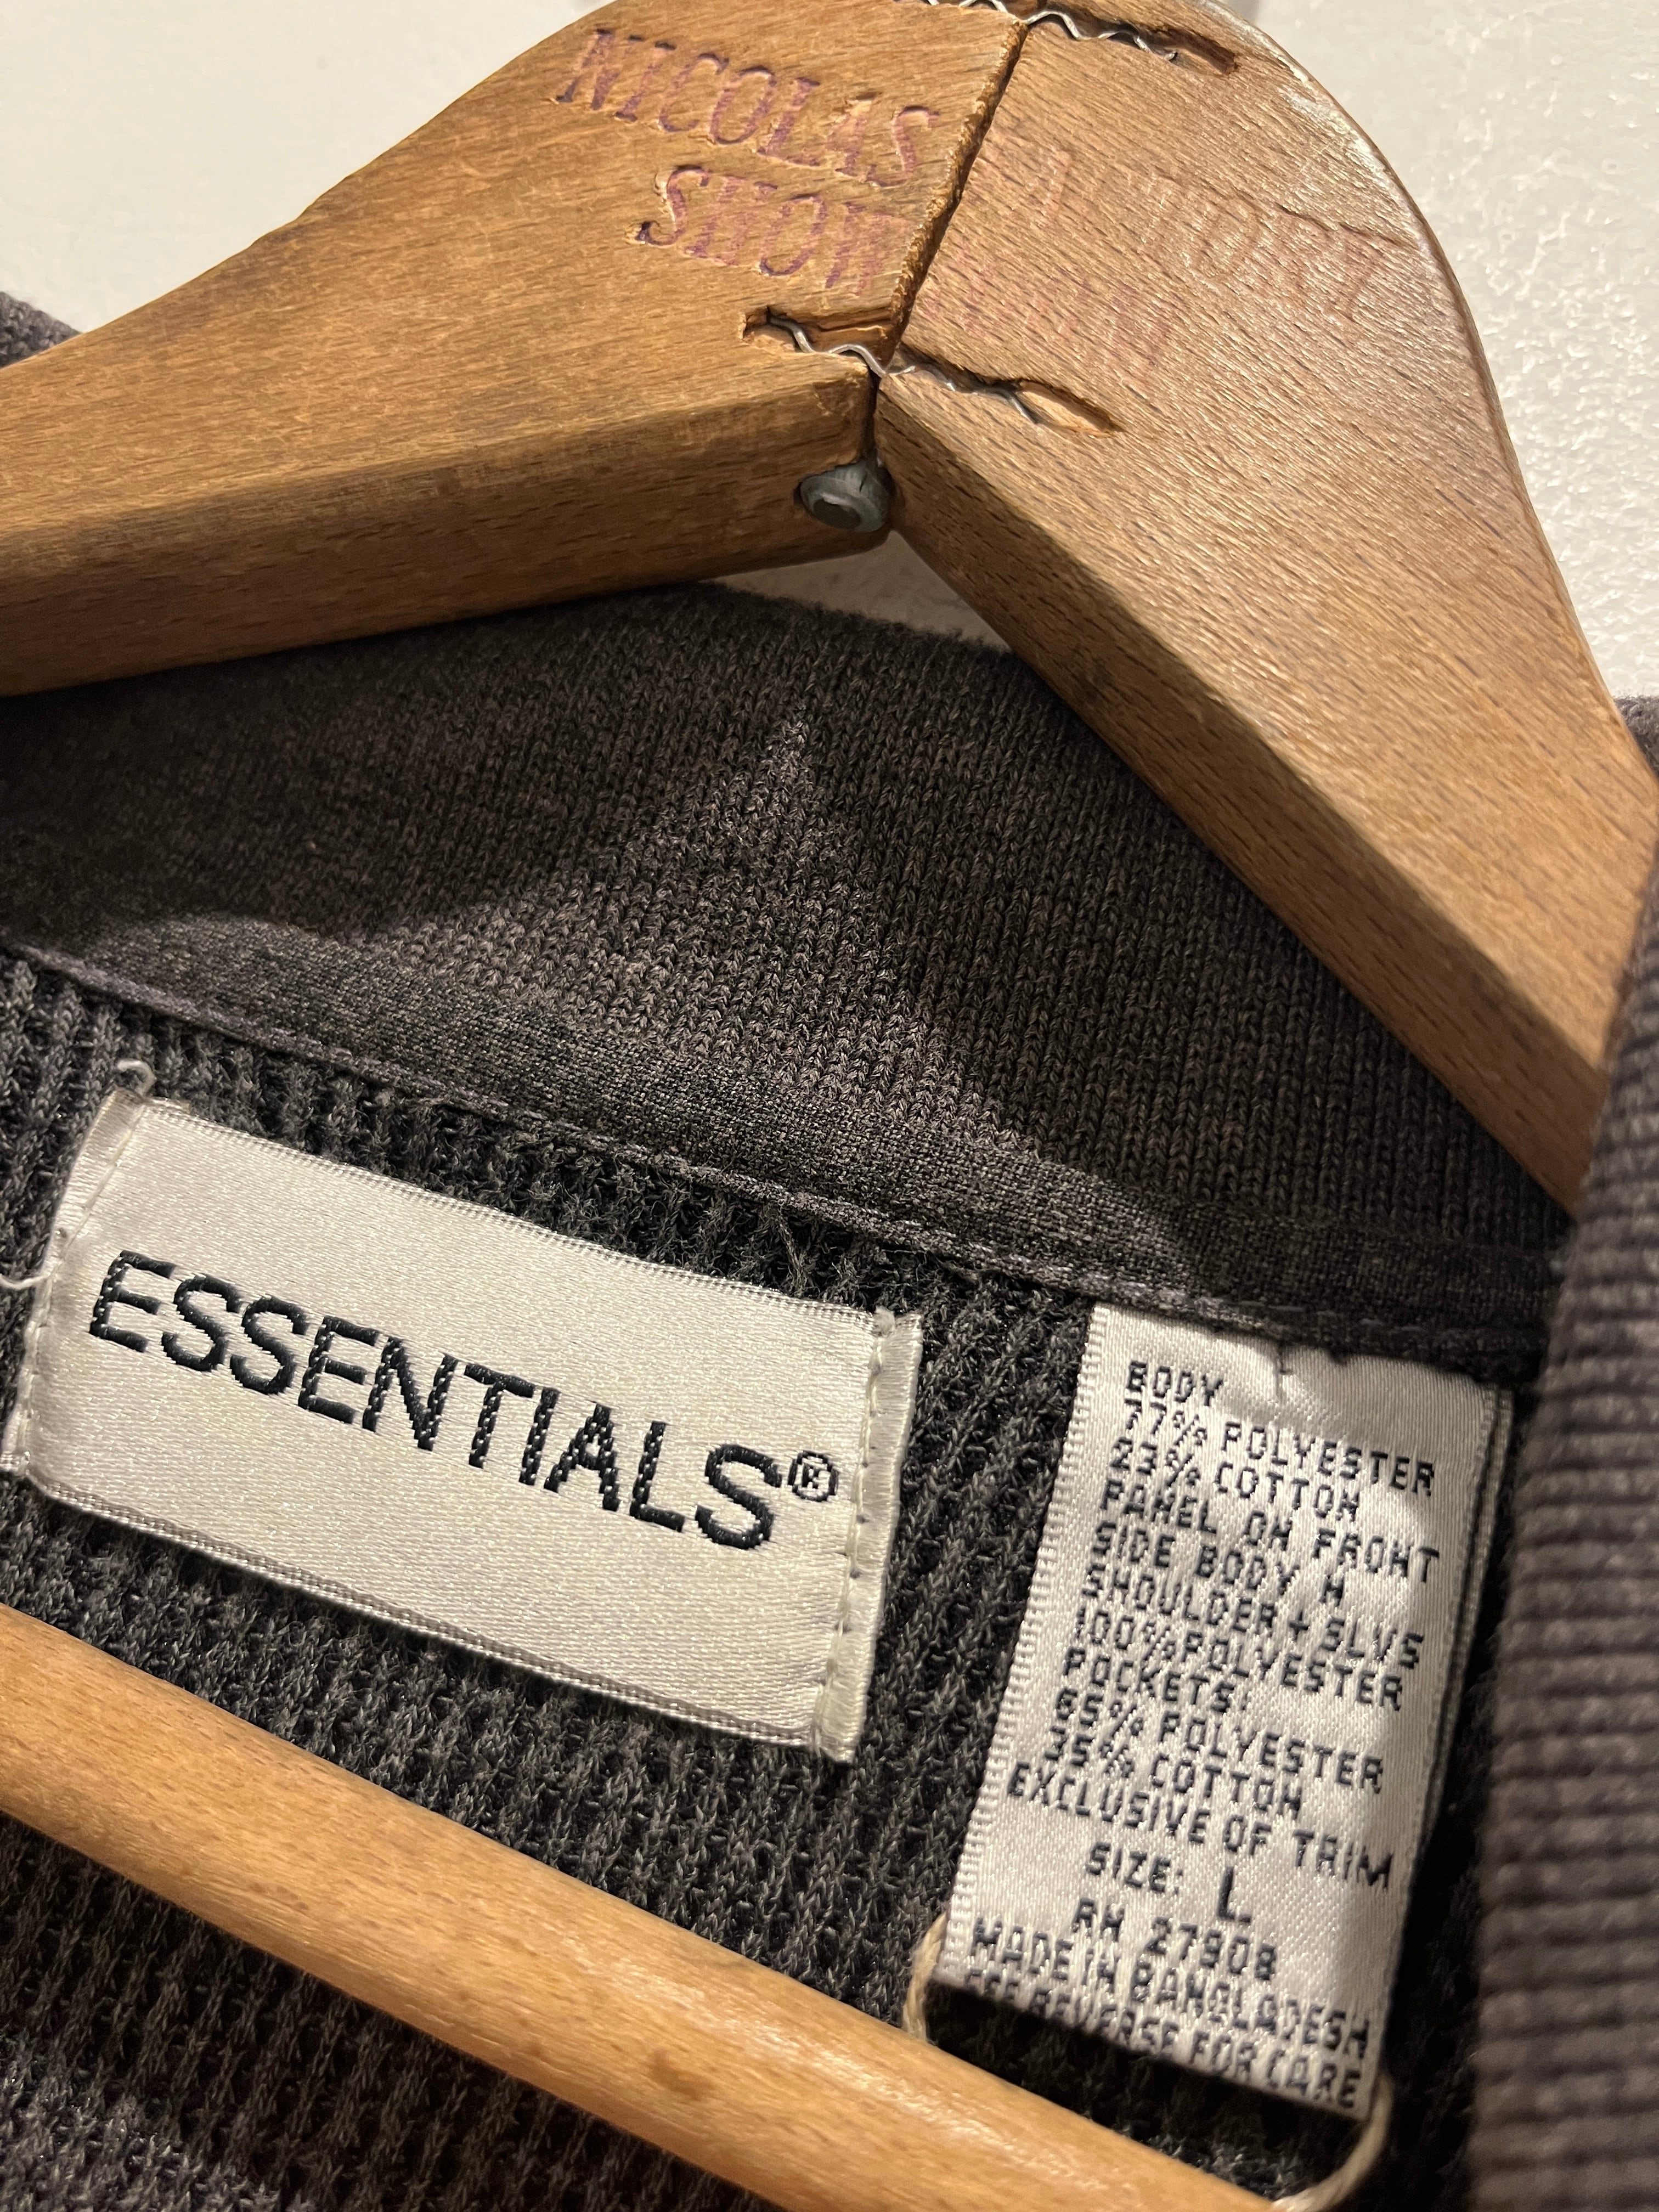 NICOLAS
SHOW
ESSENTIALS®
BODY
77% POLYESTER
23% COTTON
PANEL ON FRONT
SIDE BODY N
SHOULDER + SLVS
100% POLYESTER
POCKETS:
65% POLYESTER
35% COTTON
EXCLUSIVE OF TRIM
SIZE: L
RN 27908
MADE IN BANGLADESH
SEE REVERSE FOR CARE